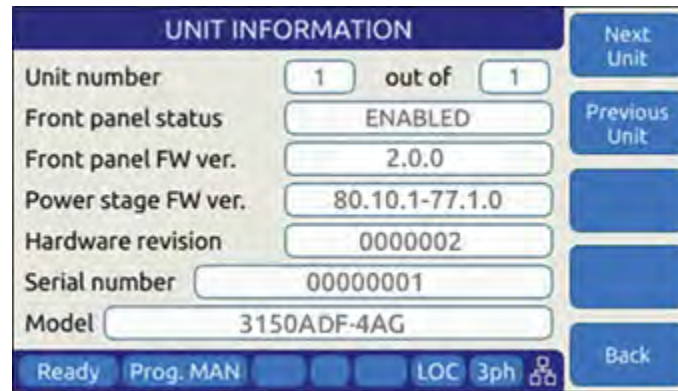 UNIT INFORMATION
Unit number 1 out of 1
Front panel status ENABLED
Front panel FW ver. 2.0.0
Power stage FW ver. 80.10.1-77.1.0
Hardware revision 0000002
Serial number 00000001
Model 3150ADF-4AG
Ready Prog. MAN LOC 3ph
Next
Unit
Previous
Unit
Back